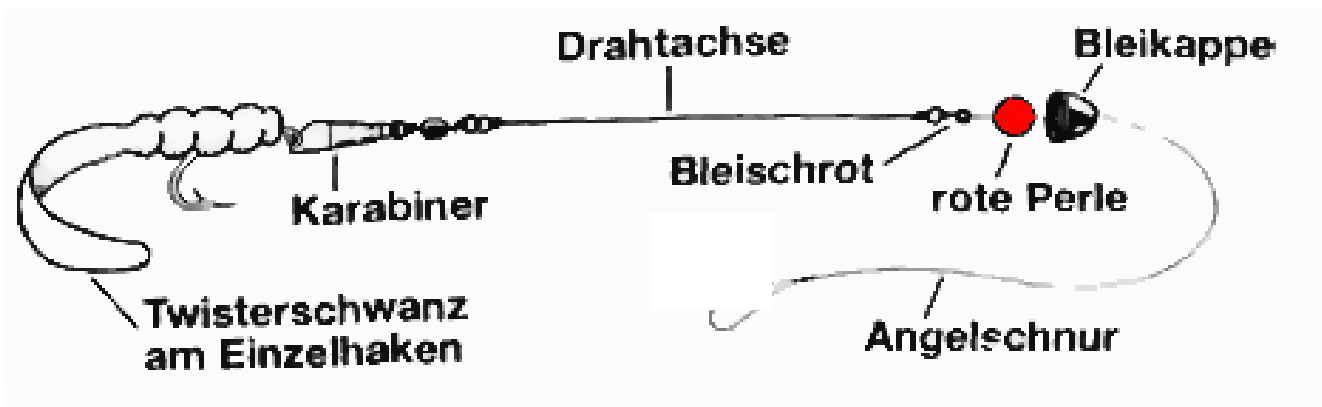 Drahtachse
Bleikappe
Bleischrot
rote Perle
Karabiner
Twisterschwanz
am Einzelhaken
Angelschnur